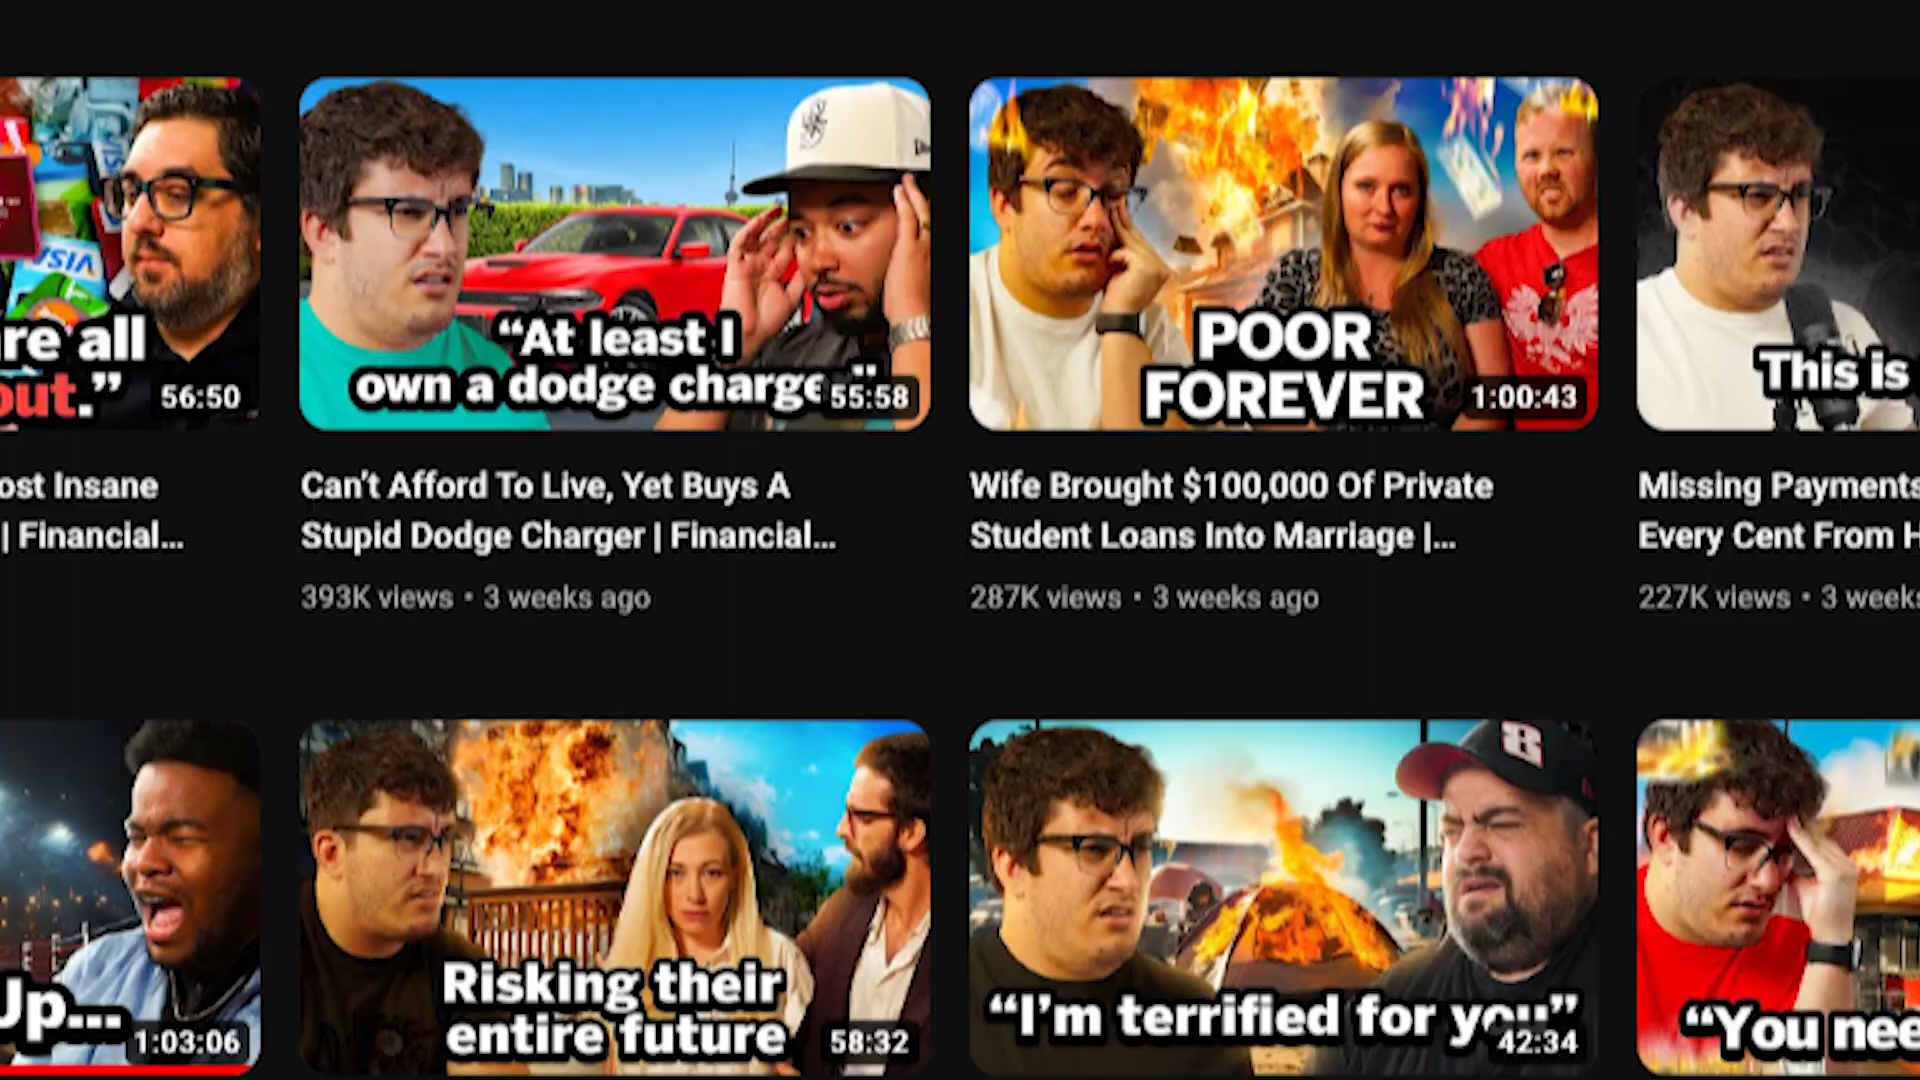 VISA
are all
out.”
56:50
“At least I
own a dodge charge
55:58
POOR
FOREVER
1:00:43
This is
ost Insane
| Financial...
Can’t Afford To Live, Yet Buys A
Stupid Dodge Charger | Financial...
393K views • 3 weeks ago
Wife Brought $100,000 Of Private
Student Loans Into Marriage |...
287K views • 3 weeks ago
Missing Payments
Every Cent From H
227K views • 3 weeks
Up...
1:03:06
Risking their
entire future
58:32
8
“I’m terrified for you”
42:34
“You nee